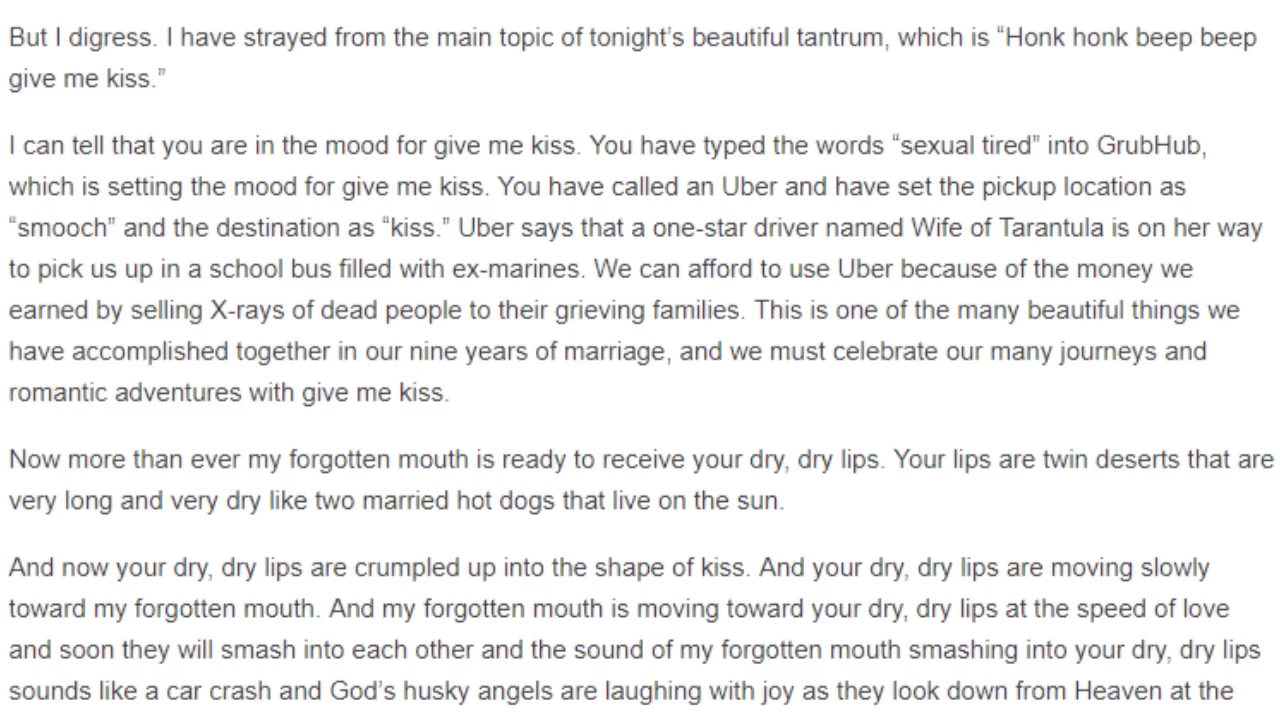 But I digress. I have strayed from the main topic of tonight’s beautiful tantrum, which is “Honk honk beep beep
give me kiss.”
I can tell that you are in the mood for give me kiss. You have typed the words “sexual tired” into GrubHub,
which is setting the mood for give me kiss. You have called an Uber and have set the pickup location as
“smooch” and the destination as “kiss.” Uber says that a one-star driver named Wife of Tarantula is on her way
to pick us up in a school bus filled with ex-marines. We can afford to use Uber because of the money we
earned by selling X-rays of dead people to their grieving families. This is one of the many beautiful things we
have accomplished together in our nine years of marriage, and we must celebrate our many journeys and
romantic adventures with give me kiss.
Now more than ever my forgotten mouth is ready to receive your dry, dry lips. Your lips are twin deserts that are
very long and very dry like two married hot dogs that live on the sun.
And now your dry, dry lips are crumpled up into the shape of kiss. And your dry, dry lips are moving slowly
toward my forgotten mouth. And my forgotten mouth is moving toward your dry, dry lips at the speed of love
and soon they will smash into each other and the sound of my forgotten mouth smashing into your dry, dry lips
sounds like a car crash and God’s husky angels are laughing with joy as they look down from Heaven at the